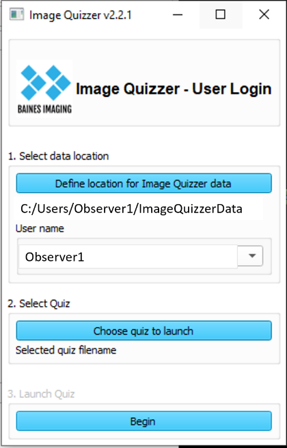 Image Quizzer v2.2.1
BAINES IMAGING
Image Quizzer - User Login
1. Select data location
Define location for Image Quizzer data
C:/Users/Observer1/ImageQuizzerData
User name
Observer1
2. Select Quiz
Choose quiz to launch
Selected quiz filename
3. Launch Quiz
Begin